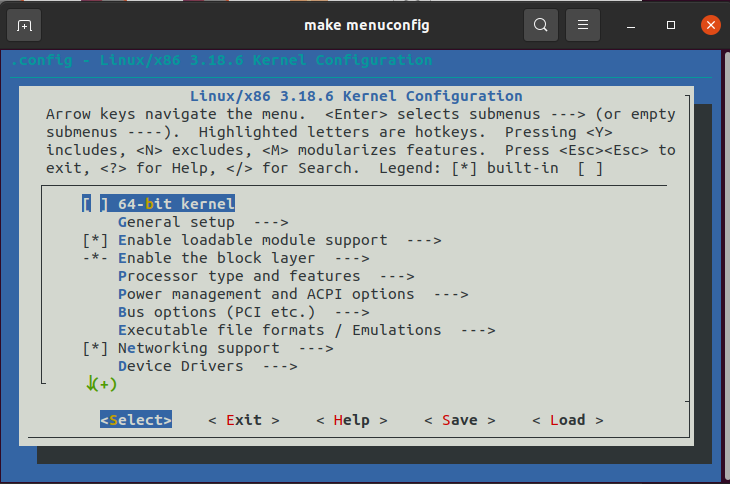 make menuconfig
.config - Linux/x86 3.18.6 Kernel Configuration
Linux/x86 3.18.6 Kernel Configuration
Arrow keys navigate the menu.  <Enter> selects submenus ---> (or empty
submenus ----).  Highlighted letters are hotkeys.  Pressing <Y>
includes, <N> excludes, <M> modularizes features.  Press <Esc><Esc> to
exit, <?> for Help, </> for Search.  Legend: [*] built-in  [ ]
[ ] 64-bit kernel
General setup  --->
[*] Enable loadable module support  --->
-*- Enable the block layer  --->
Processor type and features  --->
Power management and ACPI options  --->
Bus options (PCI etc.)  --->
Executable file formats / Emulations  --->
[*] Networking support  --->
Device Drivers  --->
↓(+)
<Select>    < Exit >    < Help >    < Save >    < Load >